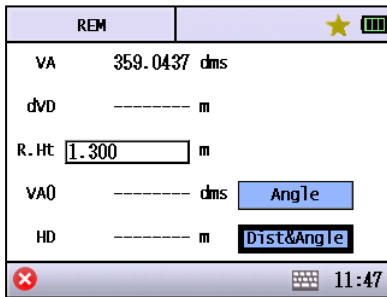 REM
VA 359.0437 dms
dVD -------- m
R.Ht 1.300 m
VA0 -------- dms Angle
HD -------- m Dist&Angle
11:47